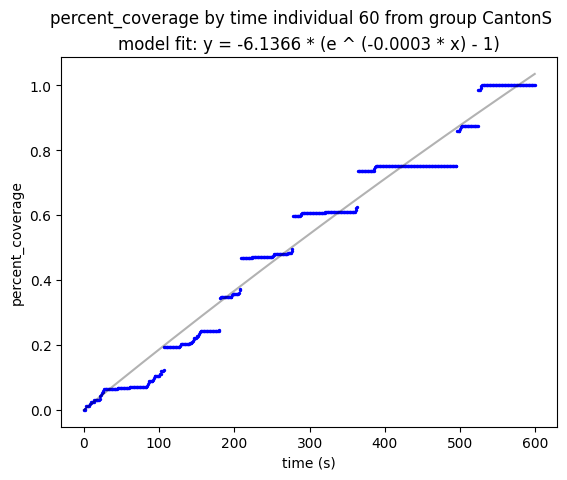 percent_coverage by time individual 60 from group CantonS
model fit: y = -6.1366 * (e ^ (-0.0003 * x) - 1)
1.0
0.8
0.6
0.4
0.2
0.0
percent_coverage
0 100 200 300 400 500 600
time (s)